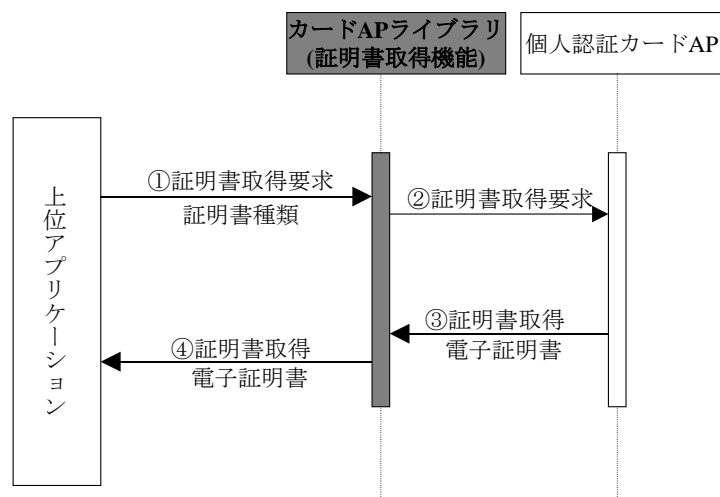 カードAPライブラリ
(証明書取得機能)
個人認証カードAP
上位アプリケーション
①証明書取得要求
証明書種類
②証明書取得要求
③証明書取得
電子証明書
④証明書取得
電子証明書